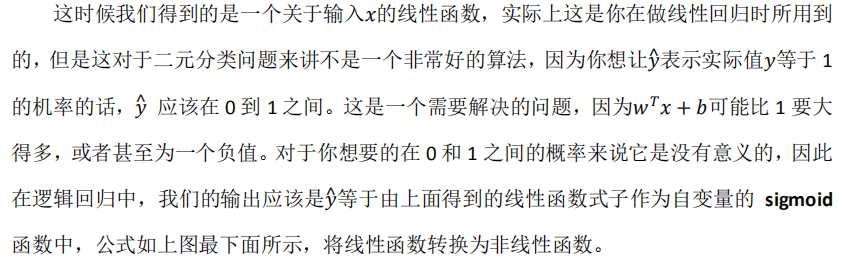 这时候我们得到的是一个关于输入𝑥的线性函数，实际上这是你在做线性回归时所用到
的，但是这对于二元分类问题来讲不是一个非常好的算法，因为你想让ŷ表示实际值𝑦等于 1
的机率的话，ŷ 应该在 0 到 1 之间。这是一个需要解决的问题，因为𝑤ᵀ𝑥 + 𝑏可能比 1 要大
得多，或者甚至为一个负值。对于你想要的在 0 和 1 之间的概率来说它是没有意义的，因此
在逻辑回归中，我们的输出应该是ŷ等于由上面得到的线性函数式子作为自变量的 sigmoid
函数中，公式如上图最下面所示，将线性函数转换为非线性函数。